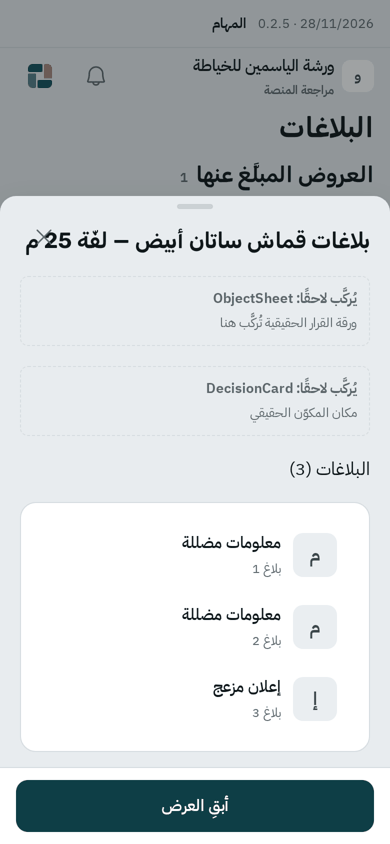 المهام 0.2.5 · 28/11/2026
و
ورشة الياسمين للخياطة
مراجعة المنصة
البلاغات
العروض المبلَّغ عنها 1
بلاغات قماش ساتان أبيض — لفّة 25 م
يُركَّب لاحقًا: ObjectSheet
ورقة القرار الحقيقية تُركَّب هنا
يُركَّب لاحقًا: DecisionCard
مكان المكوّن الحقيقي
البلاغات (3)
م
معلومات مضللة
بلاغ 1
م
معلومات مضللة
بلاغ 2
إ
إعلان مزعج
بلاغ 3
أبقِ العرض